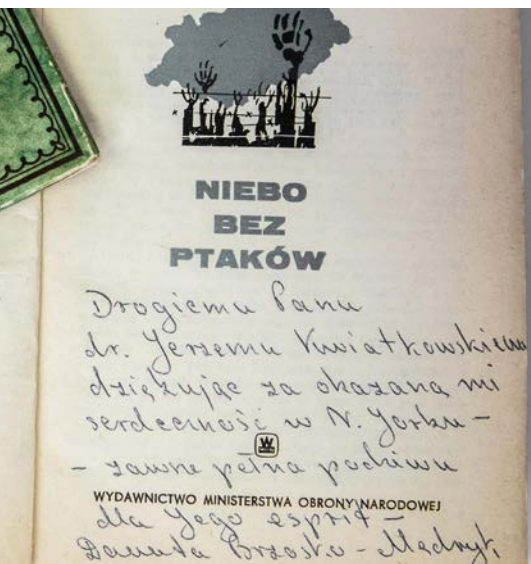 NIEBO
BEZ
PTAKÓW
Drogiemu Panu
dr. Jerzemu Kwiatkowskiemu
dziękując za okazaną mi
serdeczność w N. Yorku –
– zawsze pełna podziwu
WYDAWNICTWO MINISTERSTWA OBRONY NARODOWEJ
dla Jego esprit –
Danuta Brzosko-Mędryk